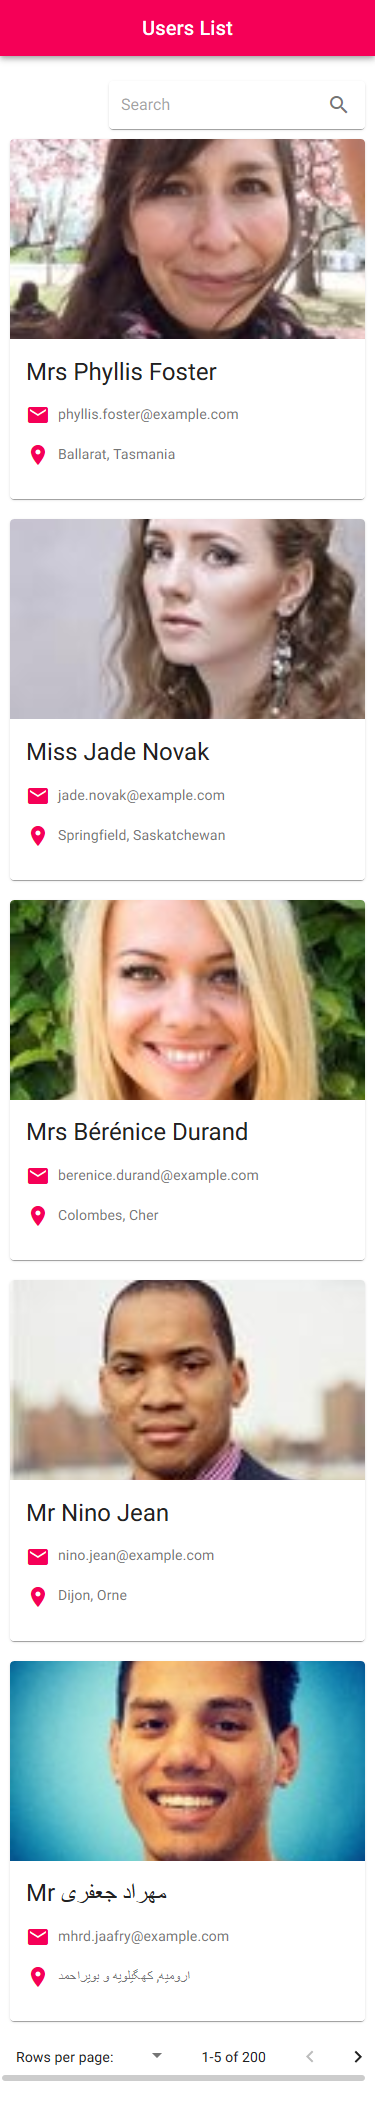 Users List
Search
Mrs Phyllis Foster
phyllis.foster@example.com
Ballarat, Tasmania
Miss Jade Novak
jade.novak@example.com
Springfield, Saskatchewan
Mrs Bérénice Durand
berenice.durand@example.com
Colombes, Cher
Mr Nino Jean
nino.jean@example.com
Dijon, Orne
Mr مهراد جعفری
mhrd.jaafry@example.com
ارومیه, کهگیلویه و بویراحمد
Rows per page: 1-5 of 200